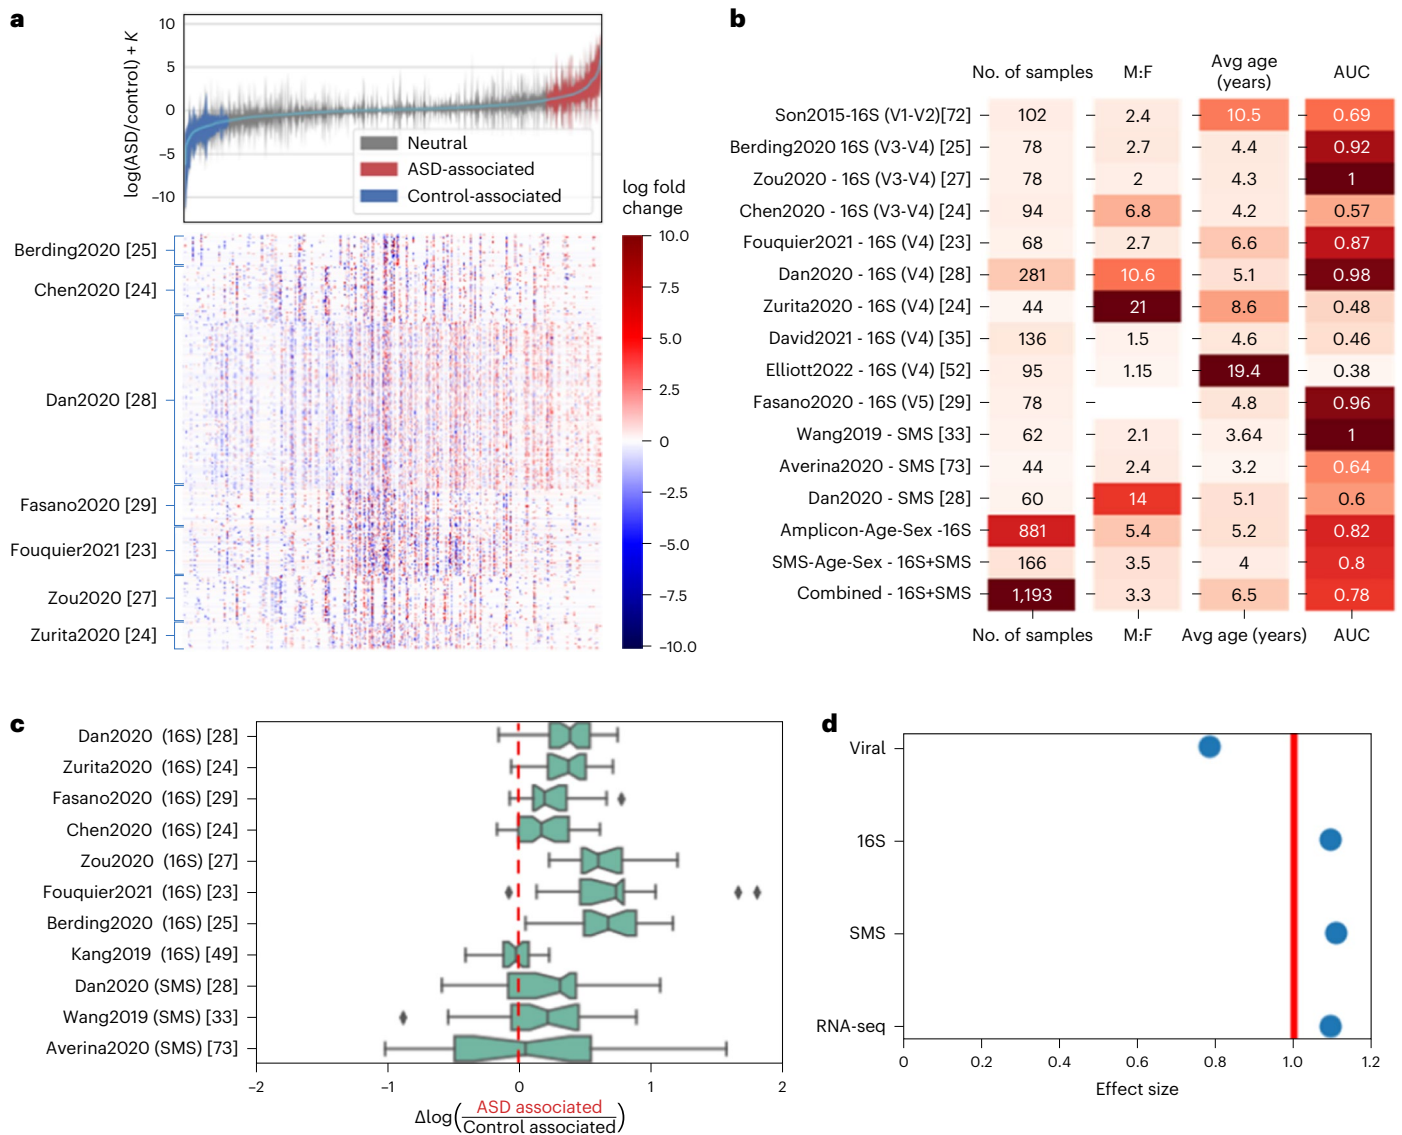 a
log(ASD/control) + K
10
5
0
−5
−10
Neutral
ASD-associated
Control-associated
log fold
change
10.0
7.5
5.0
2.5
0
−2.5
−5.0
−7.5
−10.0
Berding2020 [25]
Chen2020 [24]
Dan2020 [28]
Fasano2020 [29]
Fouquier2021 [23]
Zou2020 [27]
Zurita2020 [24]
b
No. of samples M:F Avg age (years) AUC
Son2015-16S (V1-V2)[72] 102 2.4 10.5 0.69
Berding2020 16S (V3-V4) [25] 78 2.7 4.4 0.92
Zou2020 - 16S (V3-V4) [27] 78 2 4.3 1
Chen2020 - 16S (V3-V4) [24] 94 6.8 4.2 0.57
Fouquier2021 - 16S (V4) [23] 68 2.7 6.6 0.87
Dan2020 - 16S (V4) [28] 281 10.6 5.1 0.98
Zurita2020 - 16S (V4) [24] 44 21 8.6 0.48
David2021 - 16S (V4) [35] 136 1.5 4.6 0.46
Elliott2022 - 16S (V4) [52] 95 1.15 19.4 0.38
Fasano2020 - 16S (V5) [29] 78 4.8 0.96
Wang2019 - SMS [33] 62 2.1 3.64 1
Averina2020 - SMS [73] 44 2.4 3.2 0.64
Dan2020 - SMS [28] 60 14 5.1 0.6
Amplicon-Age-Sex -16S 881 5.4 5.2 0.82
SMS-Age-Sex - 16S+SMS 166 3.5 4 0.8
Combined - 16S+SMS 1,193 3.3 6.5 0.78
No. of samples M:F Avg age (years) AUC
c
Dan2020 (16S) [28]
Zurita2020 (16S) [24]
Fasano2020 (16S) [29]
Chen2020 (16S) [24]
Zou2020 (16S) [27]
Fouquier2021 (16S) [23]
Berding2020 (16S) [25]
Kang2019 (16S) [49]
Dan2020 (SMS) [28]
Wang2019 (SMS) [33]
Averina2020 (SMS) [73]
−2 −1 0 1 2
Δlog(ASD associated
Control associated)
d
Viral
16S
SMS
RNA-seq
0 0.2 0.4 0.6 0.8 1.0 1.2
Effect size